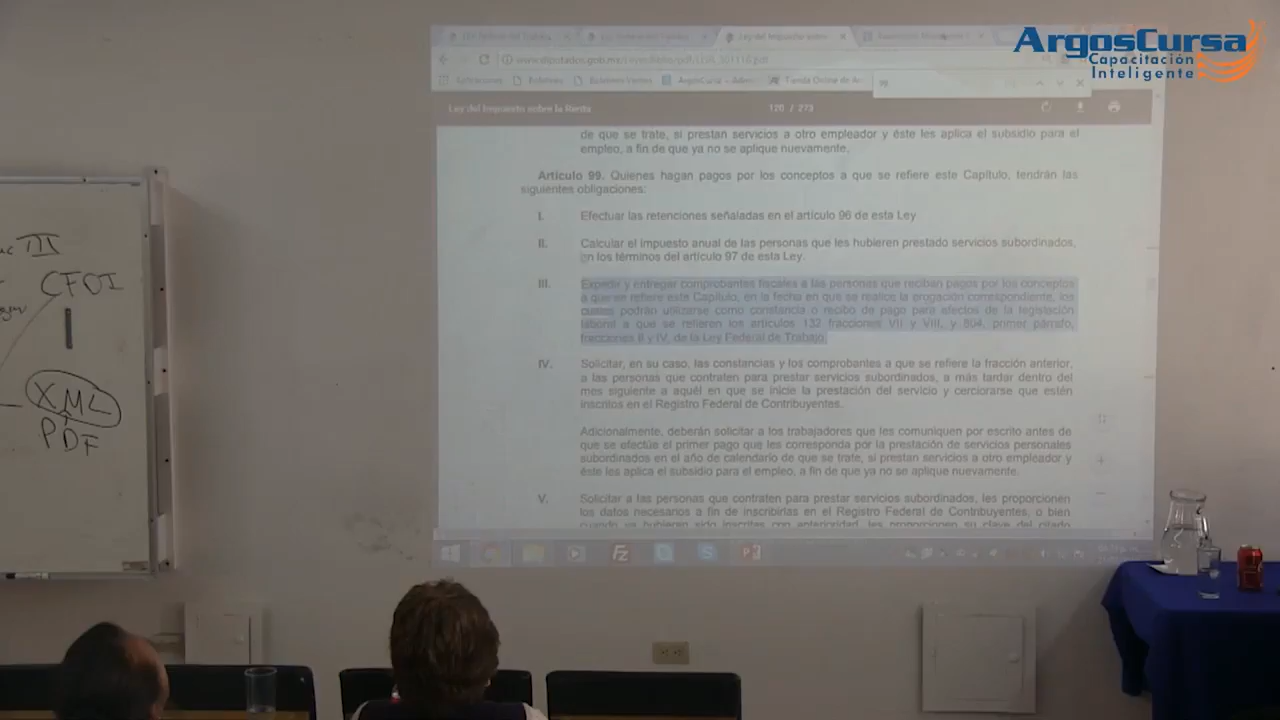 ArgosCursa
Capacitación
Inteligente
Ley del Impuesto sobre la Renta
120 / 273
de que se trate, si prestan servicios a otro empleador y éste les aplica el subsidio para el
empleo, a fin de que ya no se aplique nuevamente.
Artículo 99. Quienes hagan pagos por los conceptos a que se refiere este Capítulo, tendrán las
siguientes obligaciones:
I. Efectuar las retenciones señaladas en el artículo 96 de esta Ley
II. Calcular el impuesto anual de las personas que les hubieren prestado servicios subordinados,
en los términos del artículo 97 de esta Ley.
III. Expedir y entregar comprobantes fiscales a las personas que reciban pagos por los conceptos
a que se refiere este Capítulo, en la fecha en que se realice la erogación correspondiente, los
cuales podrán utilizarse como constancia o recibo de pago para efectos de la legislación
laboral a que se refieren los artículos 132 fracciones VII y VIII, y 804, primer párrafo,
fracciones II y IV, de la Ley Federal de Trabajo.
IV. Solicitar, en su caso, las constancias y los comprobantes a que se refiere la fracción anterior,
a las personas que contraten para prestar servicios subordinados, a más tardar dentro del
mes siguiente a aquél en que se inicie la prestación del servicio y cerciorarse que estén
inscritos en el Registro Federal de Contribuyentes.
Adicionalmente, deberán solicitar a los trabajadores que les comuniquen por escrito antes de
que se efectúe el primer pago que les corresponda por la prestación de servicios personales
subordinados en el año de calendario de que se trate, si prestan servicios a otro empleador y
éste les aplica el subsidio para el empleo, a fin de que ya no se aplique nuevamente.
V. Solicitar a las personas que contraten para prestar servicios subordinados, les proporcionen
los datos necesarios a fin de inscribirlas en el Registro Federal de Contribuyentes, o bien
cuando ya hubieran sido inscritas con anterioridad, les proporcionen su clave del citado
III
CFDI
XML
PDF